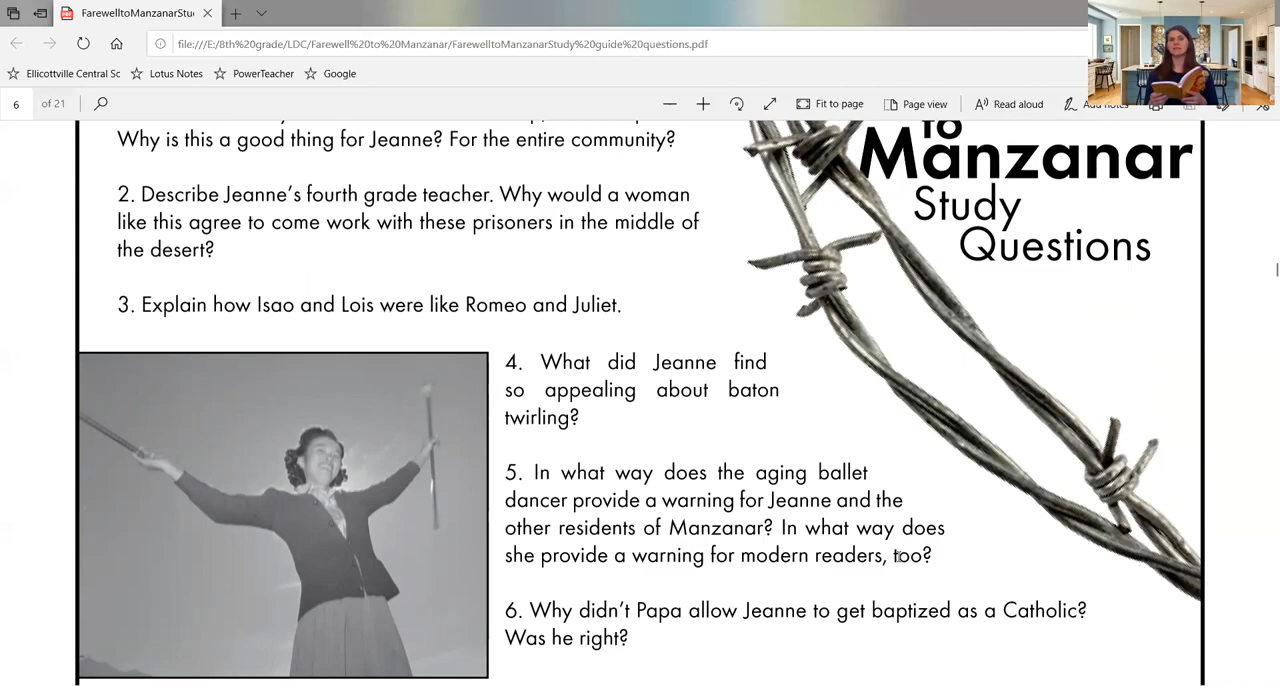 FarewelltoManzanarStu
file:///E:/8th%20grade/LDC/Farewell%20to%20Manzanar/FarewelltoManzanarStudy%20guide%20questions.pdf
Ellicottville Central Sc
Lotus Notes
PowerTeacher
Google
6 of 21
Fit to page
Page view
Read aloud
Add notes
Why is this a good thing for Jeanne? For the entire community?
2. Describe Jeanne's fourth grade teacher. Why would a woman
like this agree to come work with these prisoners in the middle of
the desert?
3. Explain how Isao and Lois were like Romeo and Juliet.
to
Manzanar
Study
Questions
4. What did Jeanne find
so appealing about baton
twirling?
5. In what way does the aging ballet
dancer provide a warning for Jeanne and the
other residents of Manzanar? In what way does
she provide a warning for modern readers, too?
6. Why didn't Papa allow Jeanne to get baptized as a Catholic?
Was he right?